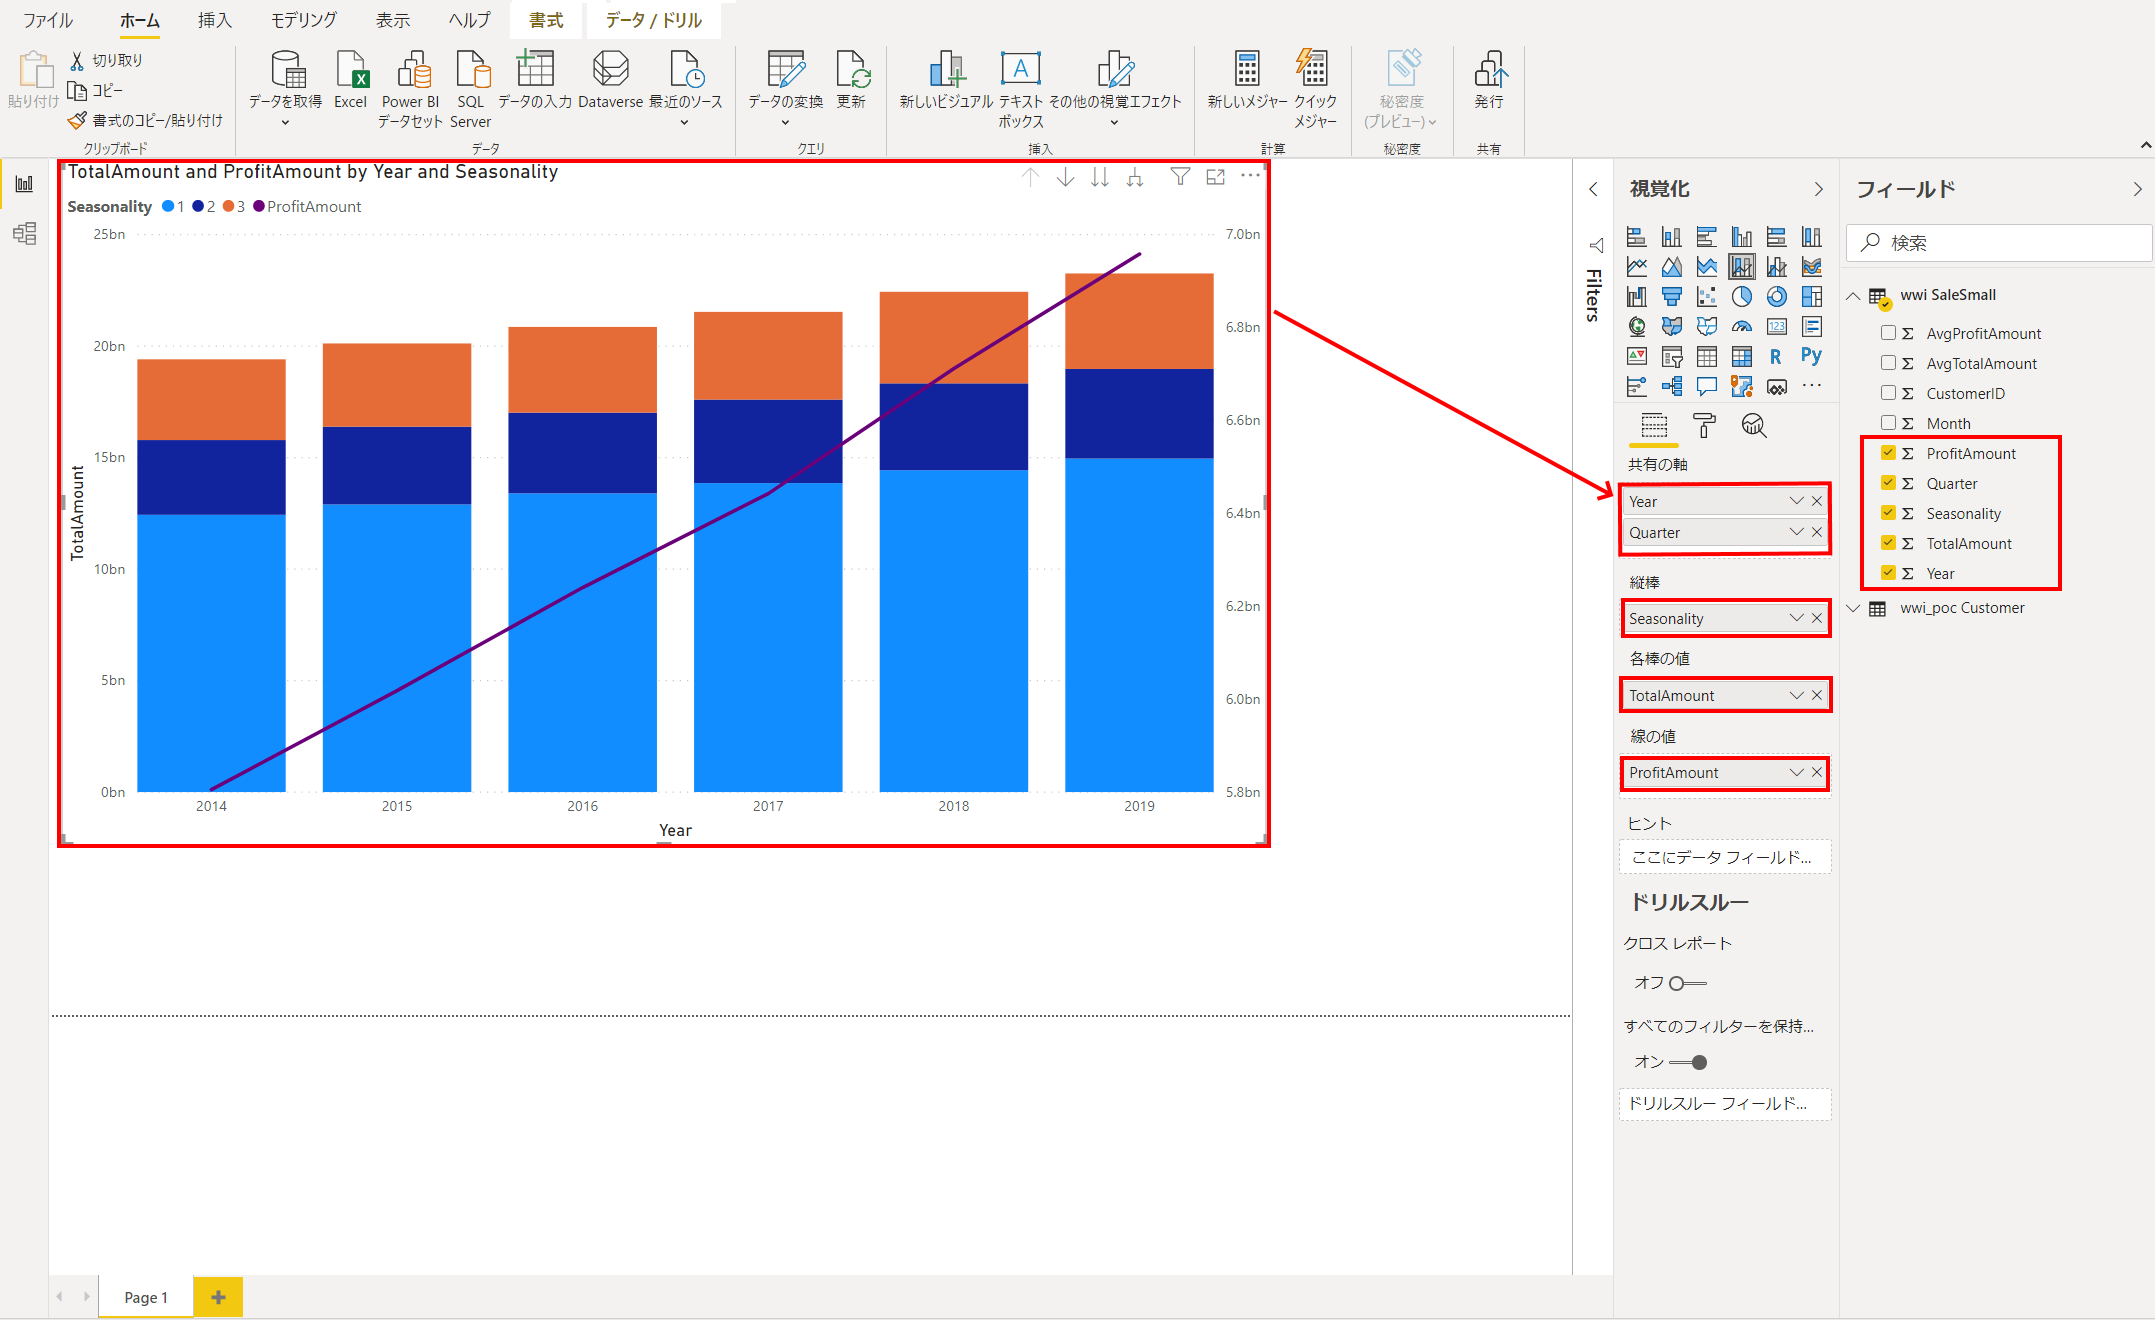 ファイル ホーム 挿入 モデリング 表示 ヘルプ 書式 データ / ドリル
貼り付け
切り取り
コピー
書式のコピー/貼り付け
クリップボード
データを取得
Excel
Power BI
データセット
SQL
Server
データの入力
Dataverse
最近のソース
データ
データの変換
更新
クエリ
新しいビジュアル
テキスト
ボックス
その他の視覚エフェクト
挿入
新しいメジャー
クイック
メジャー
計算
秘密度
(プレビュー)
秘密度
発行
共有
TotalAmount and ProfitAmount by Year and Seasonality
Seasonality 1 2 3 ProfitAmount
25bn
20bn
15bn
10bn
5bn
0bn
TotalAmount
7.0bn
6.8bn
6.6bn
6.4bn
6.2bn
6.0bn
5.8bn
2014 2015 2016 2017 2018 2019
Year
Filters
視覚化
123
R
Py
共有の軸
Year
Quarter
縦棒
Seasonality
各棒の値
TotalAmount
線の値
ProfitAmount
ヒント
ここにデータ フィールド...
ドリルスルー
クロス レポート
オフ
すべてのフィルターを保持...
オン
ドリルスルー フィールド...
フィールド
検索
wwi SaleSmall
AvgProfitAmount
AvgTotalAmount
CustomerID
Month
ProfitAmount
Quarter
Seasonality
TotalAmount
Year
wwi_poc Customer
Page 1